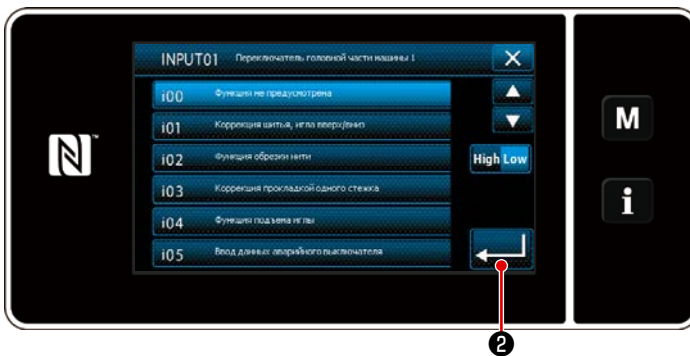 INPUT01 Переключатель головной части машины 1
i00 Функция не предусмотрена
i01 Коррекция шитья, игла вверх/вниз
i02 Функция обрезки нити
High Low
i03 Коррекция прокладкой одного стежка
i04 Функция подъема иглы
i05 Ввод данных аварийного выключателя
M
i
2